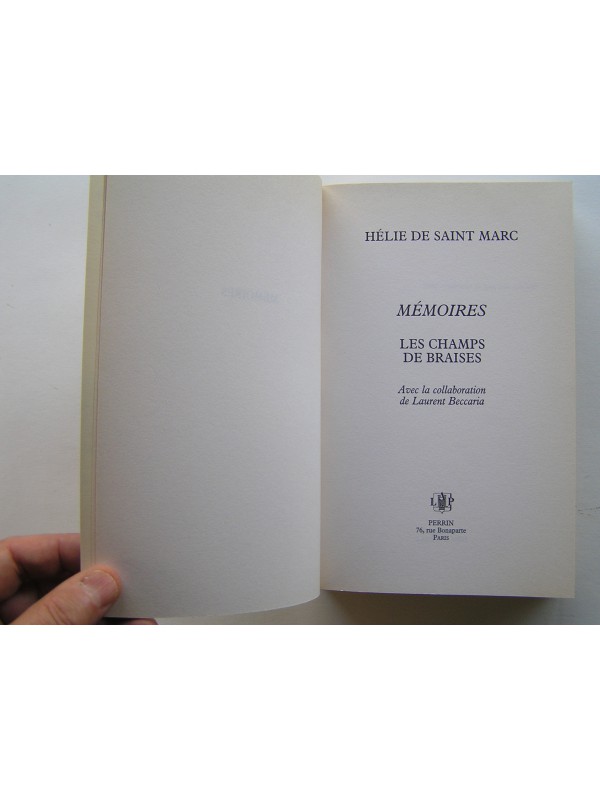 HÉLIE DE SAINT MARC
MÉMOIRES
LES CHAMPS
DE BRAISES
Avec la collaboration
de Laurent Beccaria
L P
PERRIN
76, rue Bonaparte
PARIS